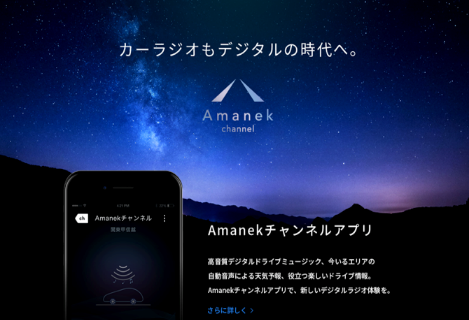 カーラジオもデジタルの時代へ。
Amanek
channel
ch Amanekチャンネル
Amanekチャンネルアプリ
高音質デジタルドライブミュージック、今いるエリアの
自動音声による天気予報、役立つ楽しいドライブ情報。
Amanekチャンネルアプリで、新しいデジタルラジオ体験を。
さらに詳しく >